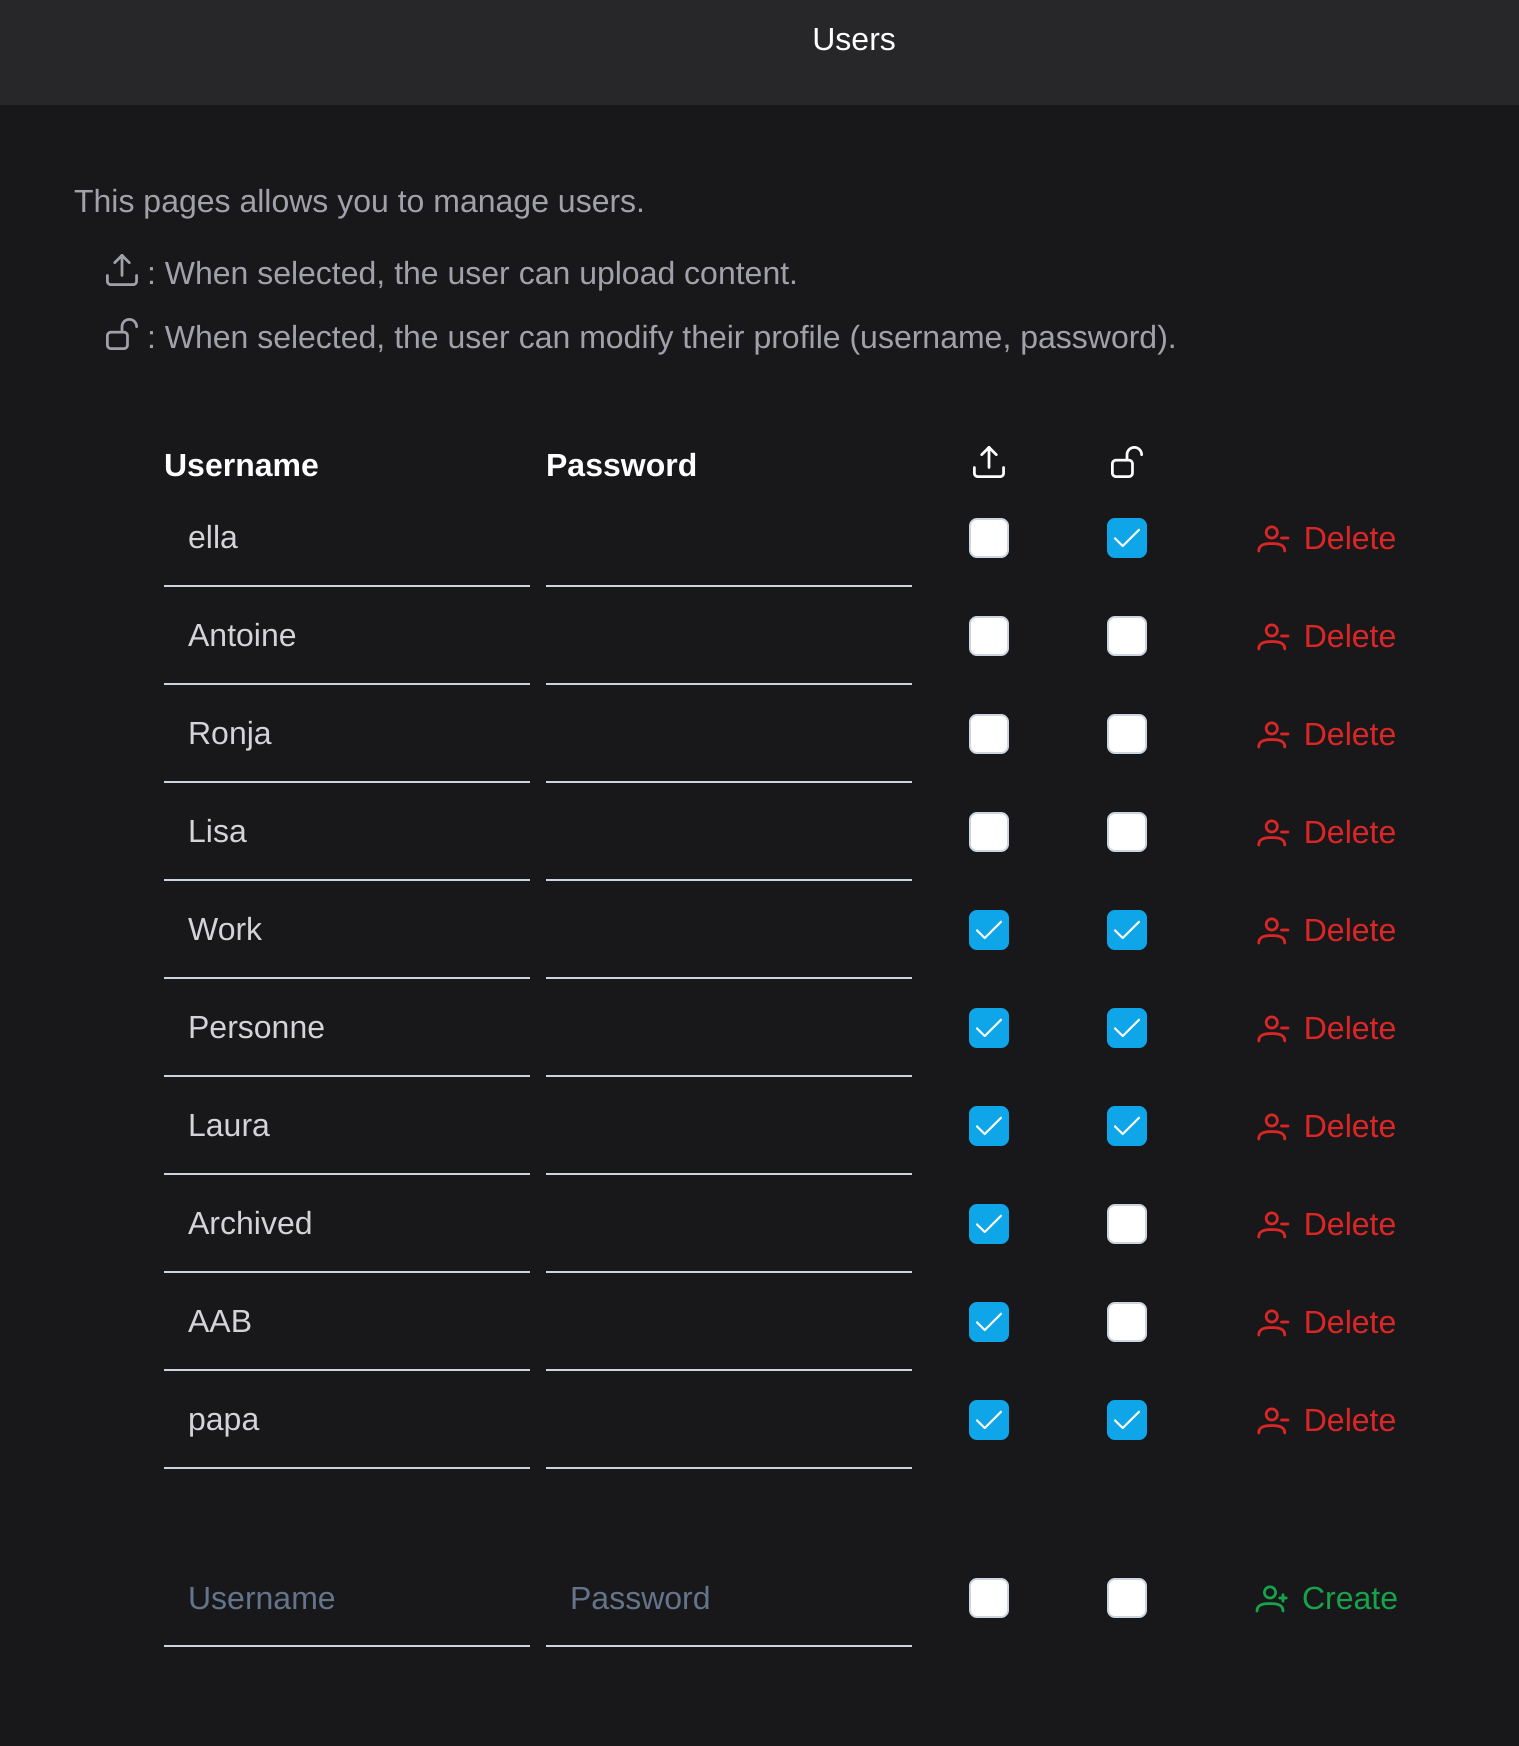 Users
This pages allows you to manage users.
: When selected, the user can upload content.
: When selected, the user can modify their profile (username, password).
Username Password
ella Delete
Antoine Delete
Ronja Delete
Lisa Delete
Work Delete
Personne Delete
Laura Delete
Archived Delete
AAB Delete
papa Delete
Username Password Create